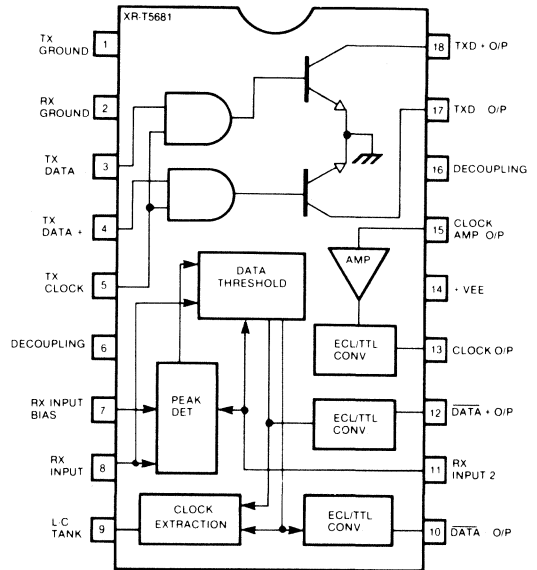 XR-T5681
TX
GROUND
1
RX
GROUND
2
TX
DATA
3
TX
DATA +
4
TX
CLOCK
5
DECOUPLING
6
RX INPUT
BIAS
7
RX
INPUT
8
L-C
TANK
9
DATA
THRESHOLD
PEAK
DET
CLOCK
EXTRACTION
AMP
ECL/TTL
CONV
ECL/TTL
CONV
ECL/TTL
CONV
18
TXD + O/P
17
TXD O/P
16
DECOUPLING
15
CLOCK
AMP O/P
14
+ VEE
13
CLOCK O/P
12
DATA + O/P
11
RX
INPUT 2
10
DATA O/P